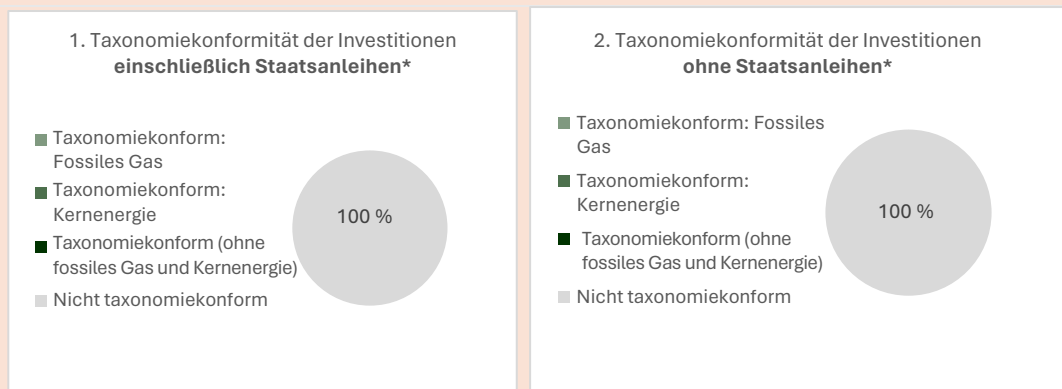 1. Taxonomiekonformität der Investitionen
einschließlich Staatsanleihen*
Taxonomiekonform:
Fossiles Gas
Taxonomiekonform:
Kernenergie
Taxonomiekonform (ohne
fossiles Gas und Kernenergie)
Nicht taxonomiekonform
100 %
2. Taxonomiekonformität der Investitionen
ohne Staatsanleihen*
Taxonomiekonform: Fossiles
Gas
Taxonomiekonform:
Kernenergie
Taxonomiekonform (ohne
fossiles Gas und Kernenergie)
Nicht taxonomiekonform
100 %